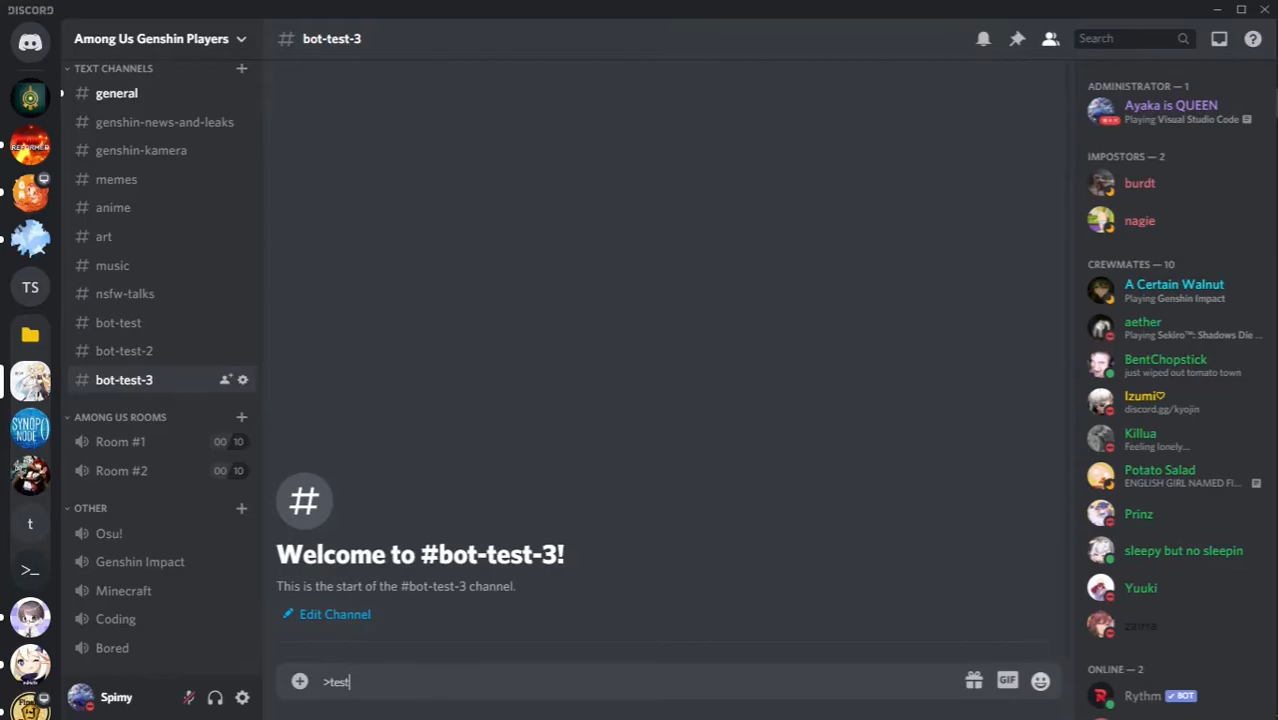 DISCORD
Among Us Genshin Players
TEXT CHANNELS
general
genshin-news-and-leaks
genshin-kamera
memes
anime
art
music
nsfw-talks
bot-test
bot-test-2
bot-test-3
AMONG US ROOMS
Room #1 00 10
Room #2 00 10
OTHER
Osu!
Genshin Impact
Minecraft
Coding
Bored
Spimy
REFORMED
TS
SYNOP
NODE
t
>_
# bot-test-3
Search
#
Welcome to #bot-test-3!
This is the start of the #bot-test-3 channel.
Edit Channel
>test
GIF
ADMINISTRATOR — 1
Ayaka is QUEEN
Playing Visual Studio Code
IMPOSTORS — 2
burdt
nagie
CREWMATES — 10
A Certain Walnut
Playing Genshin Impact
aether
Playing Sekiro™: Shadows Die ...
BentChopstick
just wiped out tomato town
Izumi♡
discord.gg/kyojin
Killua
Feeling lonely...
Potato Salad
ENGLISH GIRL NAMED FI...
Prinz
sleepy but no sleepin
Yuuki
zairra
ONLINE — 2
Rythm ✓ BOT